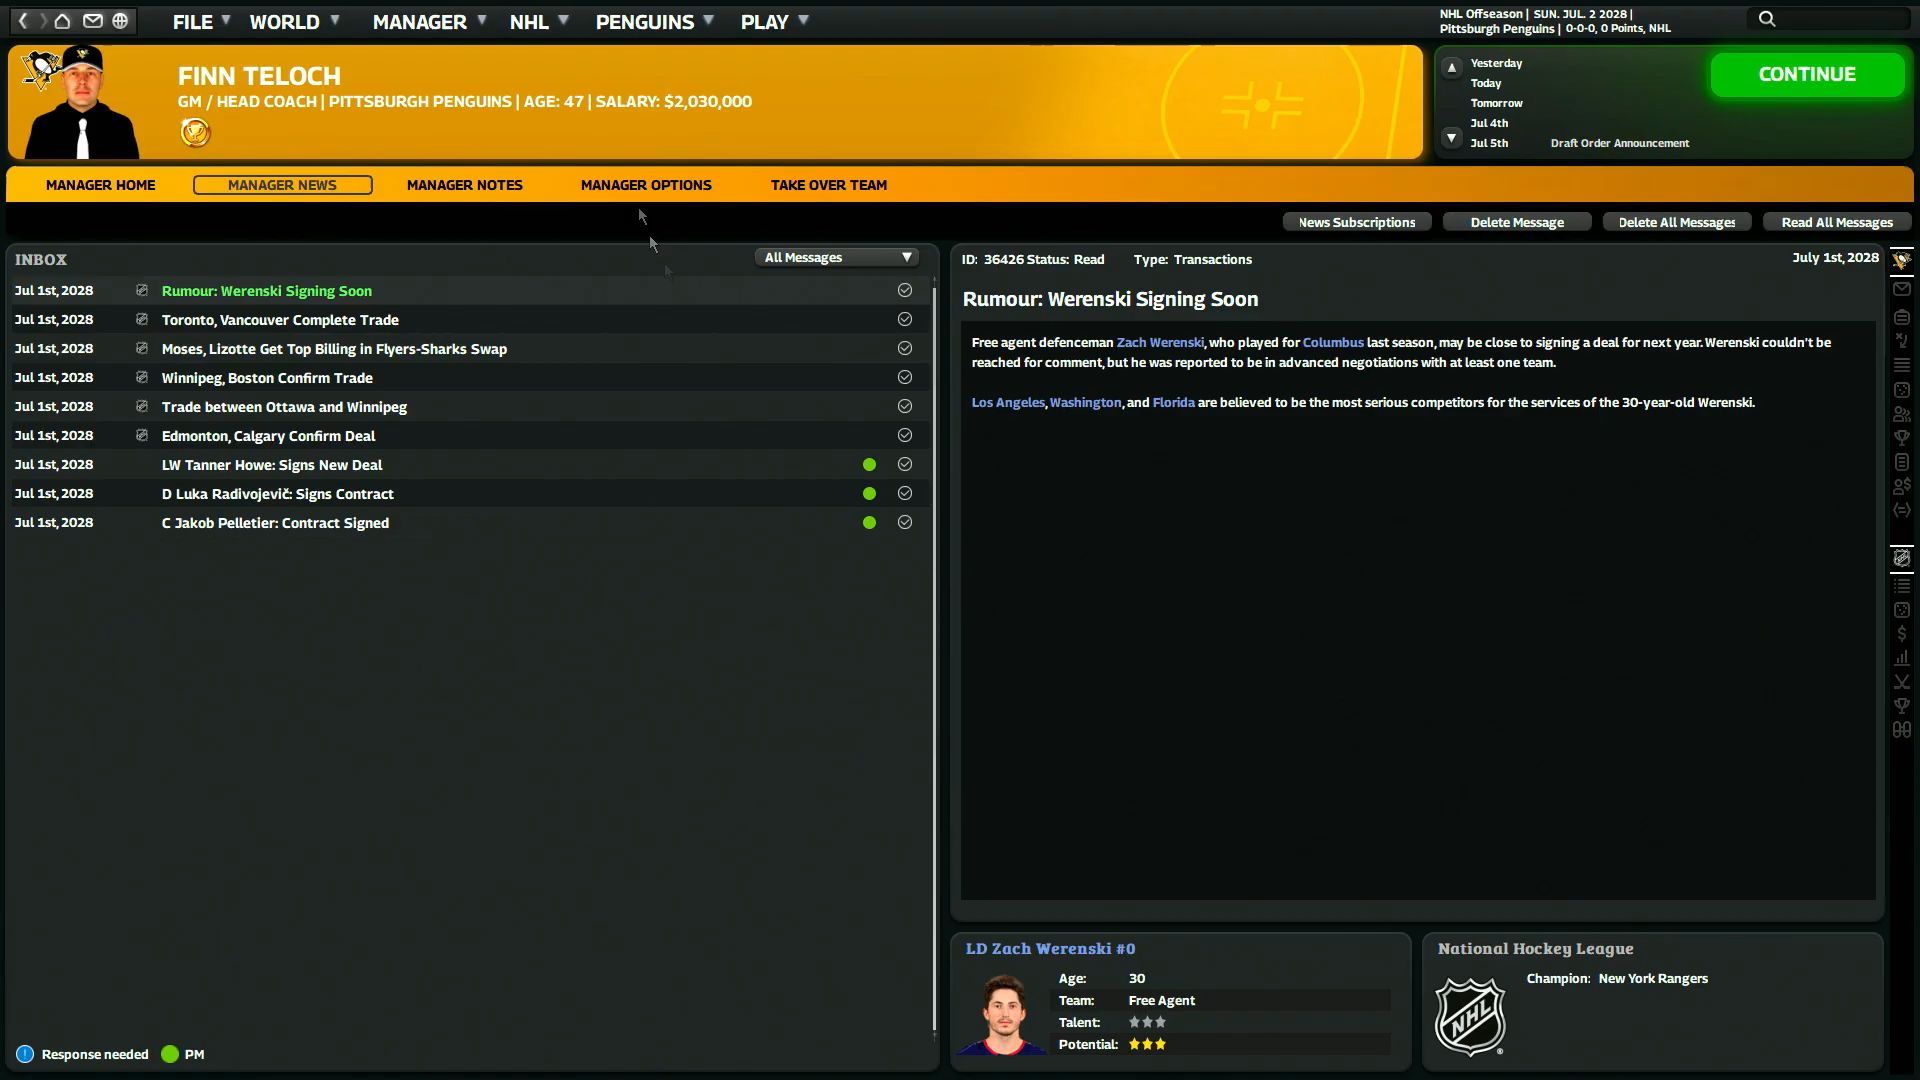 FILE
WORLD
MANAGER
NHL
PENGUINS
PLAY
NHL Offseason | SUN. JUL. 2 2028 |
Pittsburgh Penguins | 0-0-0, 0 Points, NHL
FINN TELOCH
GM / HEAD COACH | PITTSBURGH PENGUINS | AGE: 47 | SALARY: $2,030,000
Yesterday
Today
Tomorrow
Jul 4th
Jul 5th Draft Order Announcement
CONTINUE
MANAGER HOME
MANAGER NEWS
MANAGER NOTES
MANAGER OPTIONS
TAKE OVER TEAM
News Subscriptions
Delete Message
Delete All Messages
Read All Messages
INBOX
All Messages
Jul 1st, 2028 Rumour: Werenski Signing Soon
Jul 1st, 2028 Toronto, Vancouver Complete Trade
Jul 1st, 2028 Moses, Lizotte Get Top Billing in Flyers-Sharks Swap
Jul 1st, 2028 Winnipeg, Boston Confirm Trade
Jul 1st, 2028 Trade between Ottawa and Winnipeg
Jul 1st, 2028 Edmonton, Calgary Confirm Deal
Jul 1st, 2028 LW Tanner Howe: Signs New Deal
Jul 1st, 2028 D Luka Radivojevič: Signs Contract
Jul 1st, 2028 C Jakob Pelletier: Contract Signed
Response needed
PM
ID: 36426 Status: Read Type: Transactions
July 1st, 2028
Rumour: Werenski Signing Soon
Free agent defenceman Zach Werenski, who played for Columbus last season, may be close to signing a deal for next year. Werenski couldn't be
reached for comment, but he was reported to be in advanced negotiations with at least one team.
Los Angeles, Washington, and Florida are believed to be the most serious competitors for the services of the 30-year-old Werenski.
LD Zach Werenski #0
Age: 30
Team: Free Agent
Talent:
Potential:
National Hockey League
Champion: New York Rangers
NHL